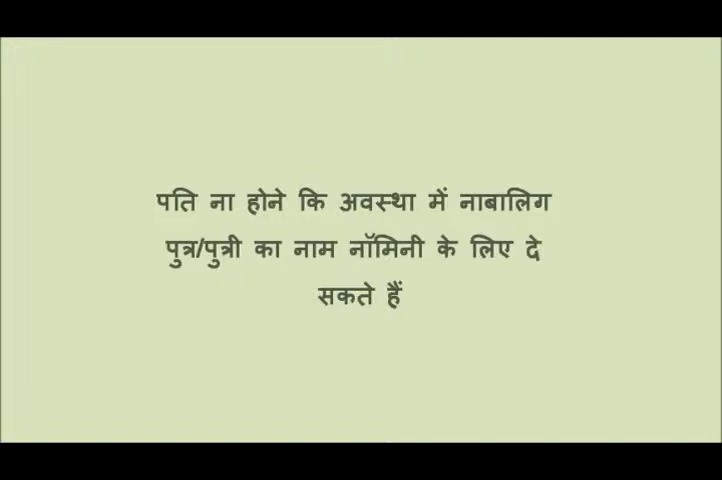 पति ना होने कि अवस्था में नाबालिग
पुत्र/पुत्री का नाम नॉमिनी के लिए दे
सकते हैं